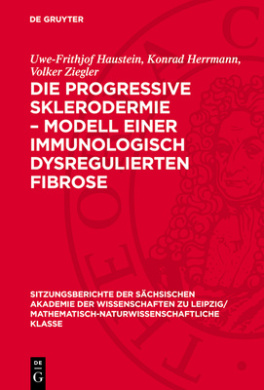 DE GRUYTER
Uwe-Frithjof Haustein, Konrad Herrmann,
Volker Ziegler
DIE PROGRESSIVE
SKLERODERMIE
– MODELL EINER
IMMUNOLOGISCH
DYSREGULIERTEN
FIBROSE
SITZUNGSBERICHTE DER SÄCHSISCHEN
AKADEMIE DER WISSENSCHAFTEN ZU LEIPZIG/
MATHEMATISCH-NATURWISSENSCHAFTLICHE
KLASSE
DE
G